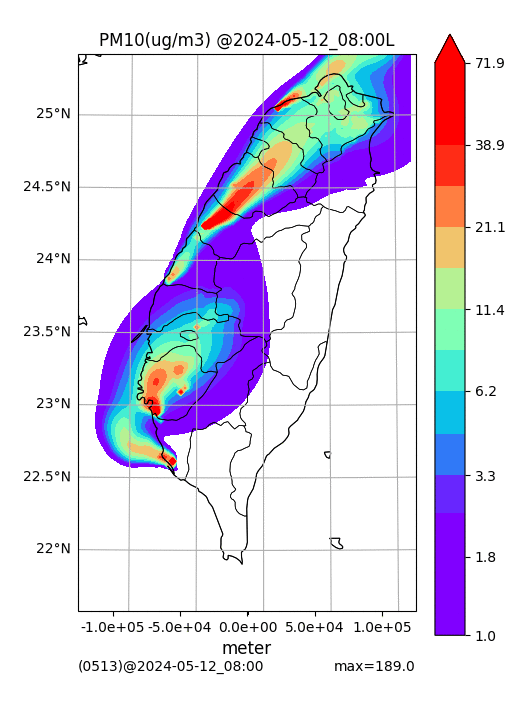 PM10(ug/m3) @2024-05-12_08:00L
71.9
38.9
21.1
11.4
6.2
3.3
1.8
1.0
25°N
24.5°N
24°N
23.5°N
23°N
22.5°N
22°N
-1.0e+05 -5.0e+04 0.0e+00 5.0e+04 1.0e+05
meter
(0513)@2024-05-12_08:00 max=189.0